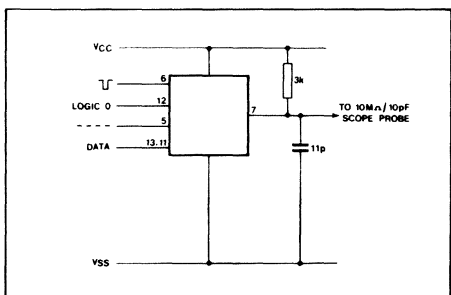 VCC
3k
6
LOGIC 0 12
7
TO 10MΩ/10pF
SCOPE PROBE
5
DATA 13.11
11p
VSS